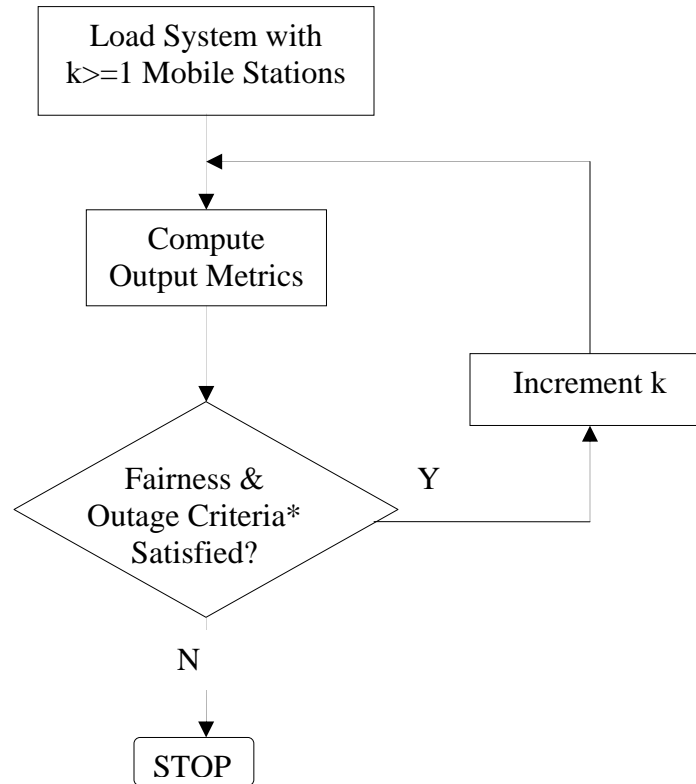 Load System with
k>=1 Mobile Stations
Compute
Output Metrics
Increment k
Fairness &
Outage Criteria*
Satisfied?
Y
N
STOP